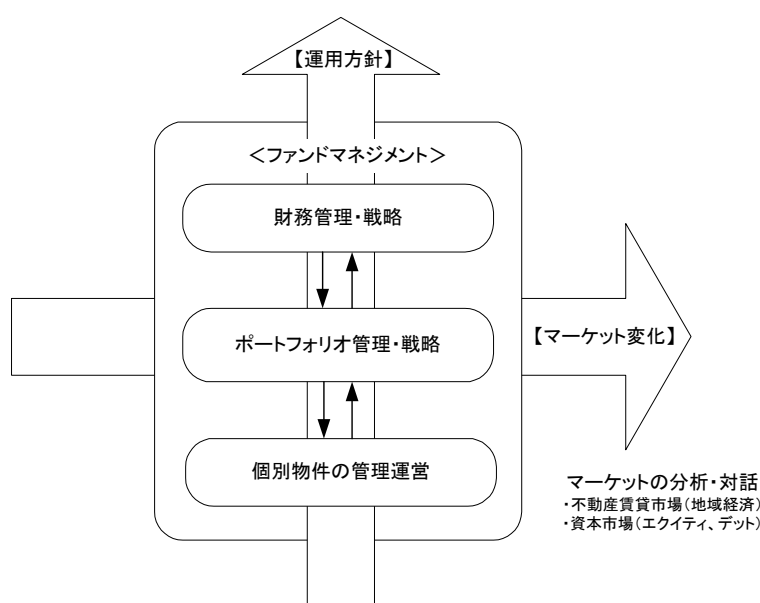 【運用方針】
＜ファンドマネジメント＞
財務管理・戦略
ポートフォリオ管理・戦略
【マーケット変化】
個別物件の管理運営
マーケットの分析・対話
・不動産賃貸市場（地域経済）
・資本市場（エクイティ、デット）